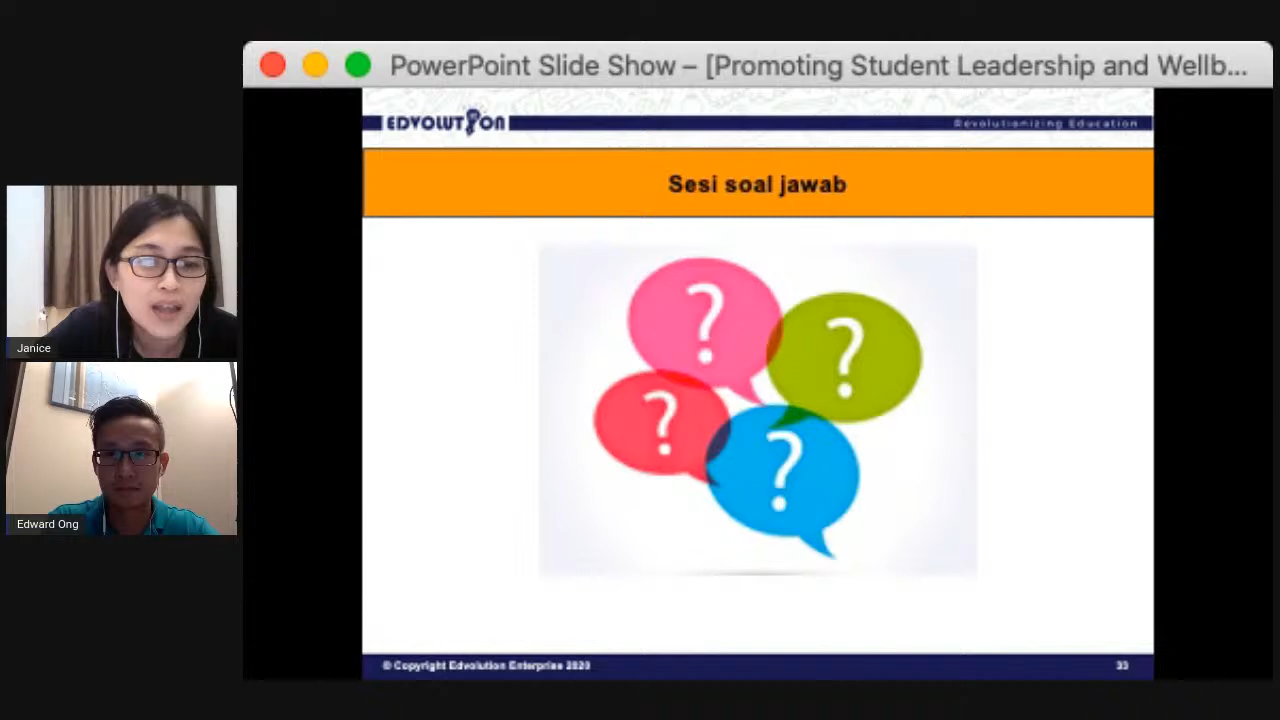 PowerPoint Slide Show – [Promoting Student Leadership and Wellb...
EDVOLUTION
Revolutionizing Education
Sesi soal jawab
?
?
?
?
Janice
Edward Ong
© Copyright Edvolution Enterprise 2020
33